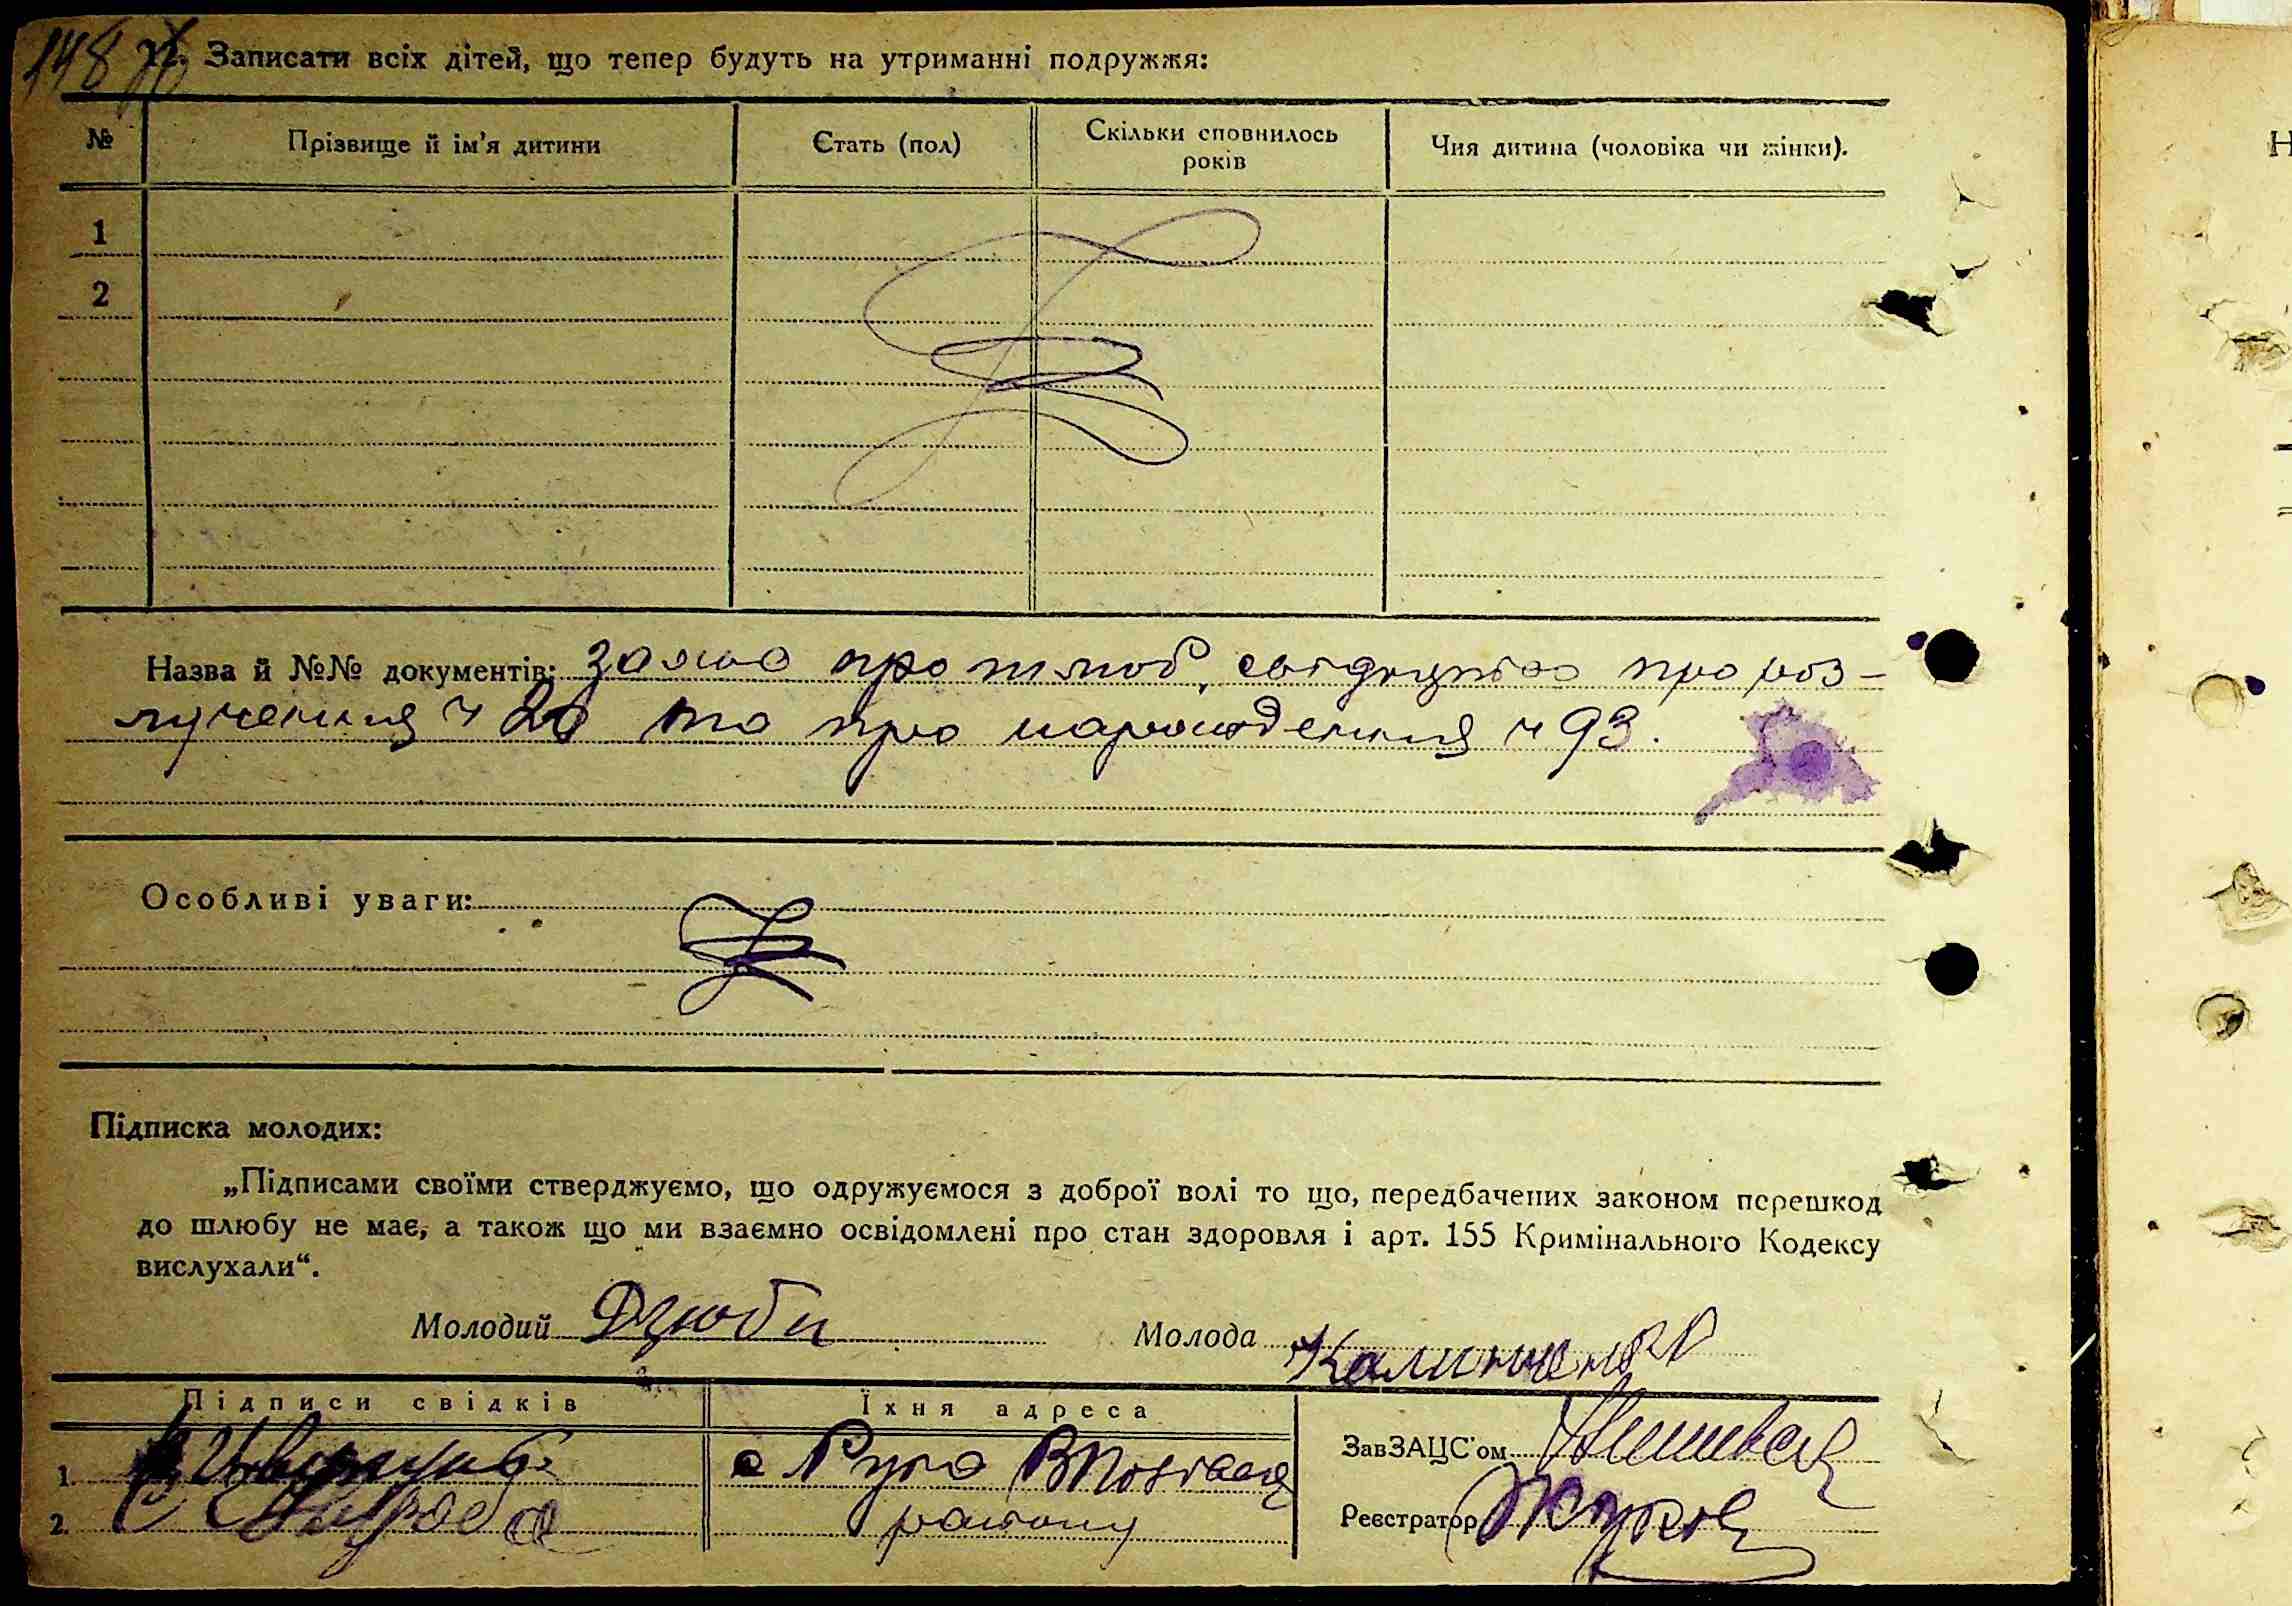 148
11. Записати всіх дітей, що тепер будуть на утриманні подружжя:
№ Прізвище й ім'я дитини Стать (пол) Скільки сповнилось років Чия дитина (чоловіка чи жінки).
1
2
Назва й №№ документів: заява про шлюб, свідоцтво про роз-
лучення ч 20 та про народження ч 93.
Особливі уваги:
Підписка молодих:
„Підписами своїми стверджуємо, що одружуємося з доброї волі то що, передбачених законом перешкод
до шлюбу не має, а також що ми взаємно освідомлені про стан здоровля і арт. 155 Кримінального Кодексу
вислухали“.
Молодий Дзюба Молода
Підписи свідків Їхня адреса
ЗавЗАЦС'ом
1. с
2. району
Реєстратор
Н